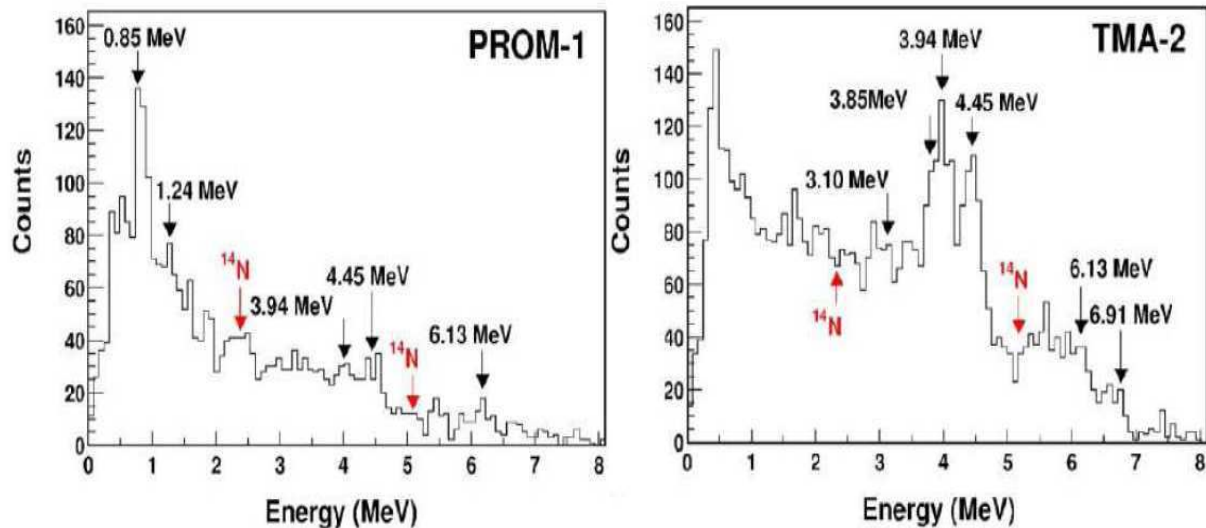 160
140
120
100
80
60
40
20
0
Counts
0.85 MeV
PROM-1
1.24 MeV
14N
3.94 MeV
4.45 MeV
14N
6.13 MeV
0 1 2 3 4 5 6 7 8
Energy (MeV)
160
140
120
100
80
60
40
20
0
Counts
3.94 MeV
TMA-2
3.85MeV
4.45 MeV
3.10 MeV
14N
14N
6.13 MeV
6.91 MeV
0 1 2 3 4 5 6 7 8
Energy (MeV)